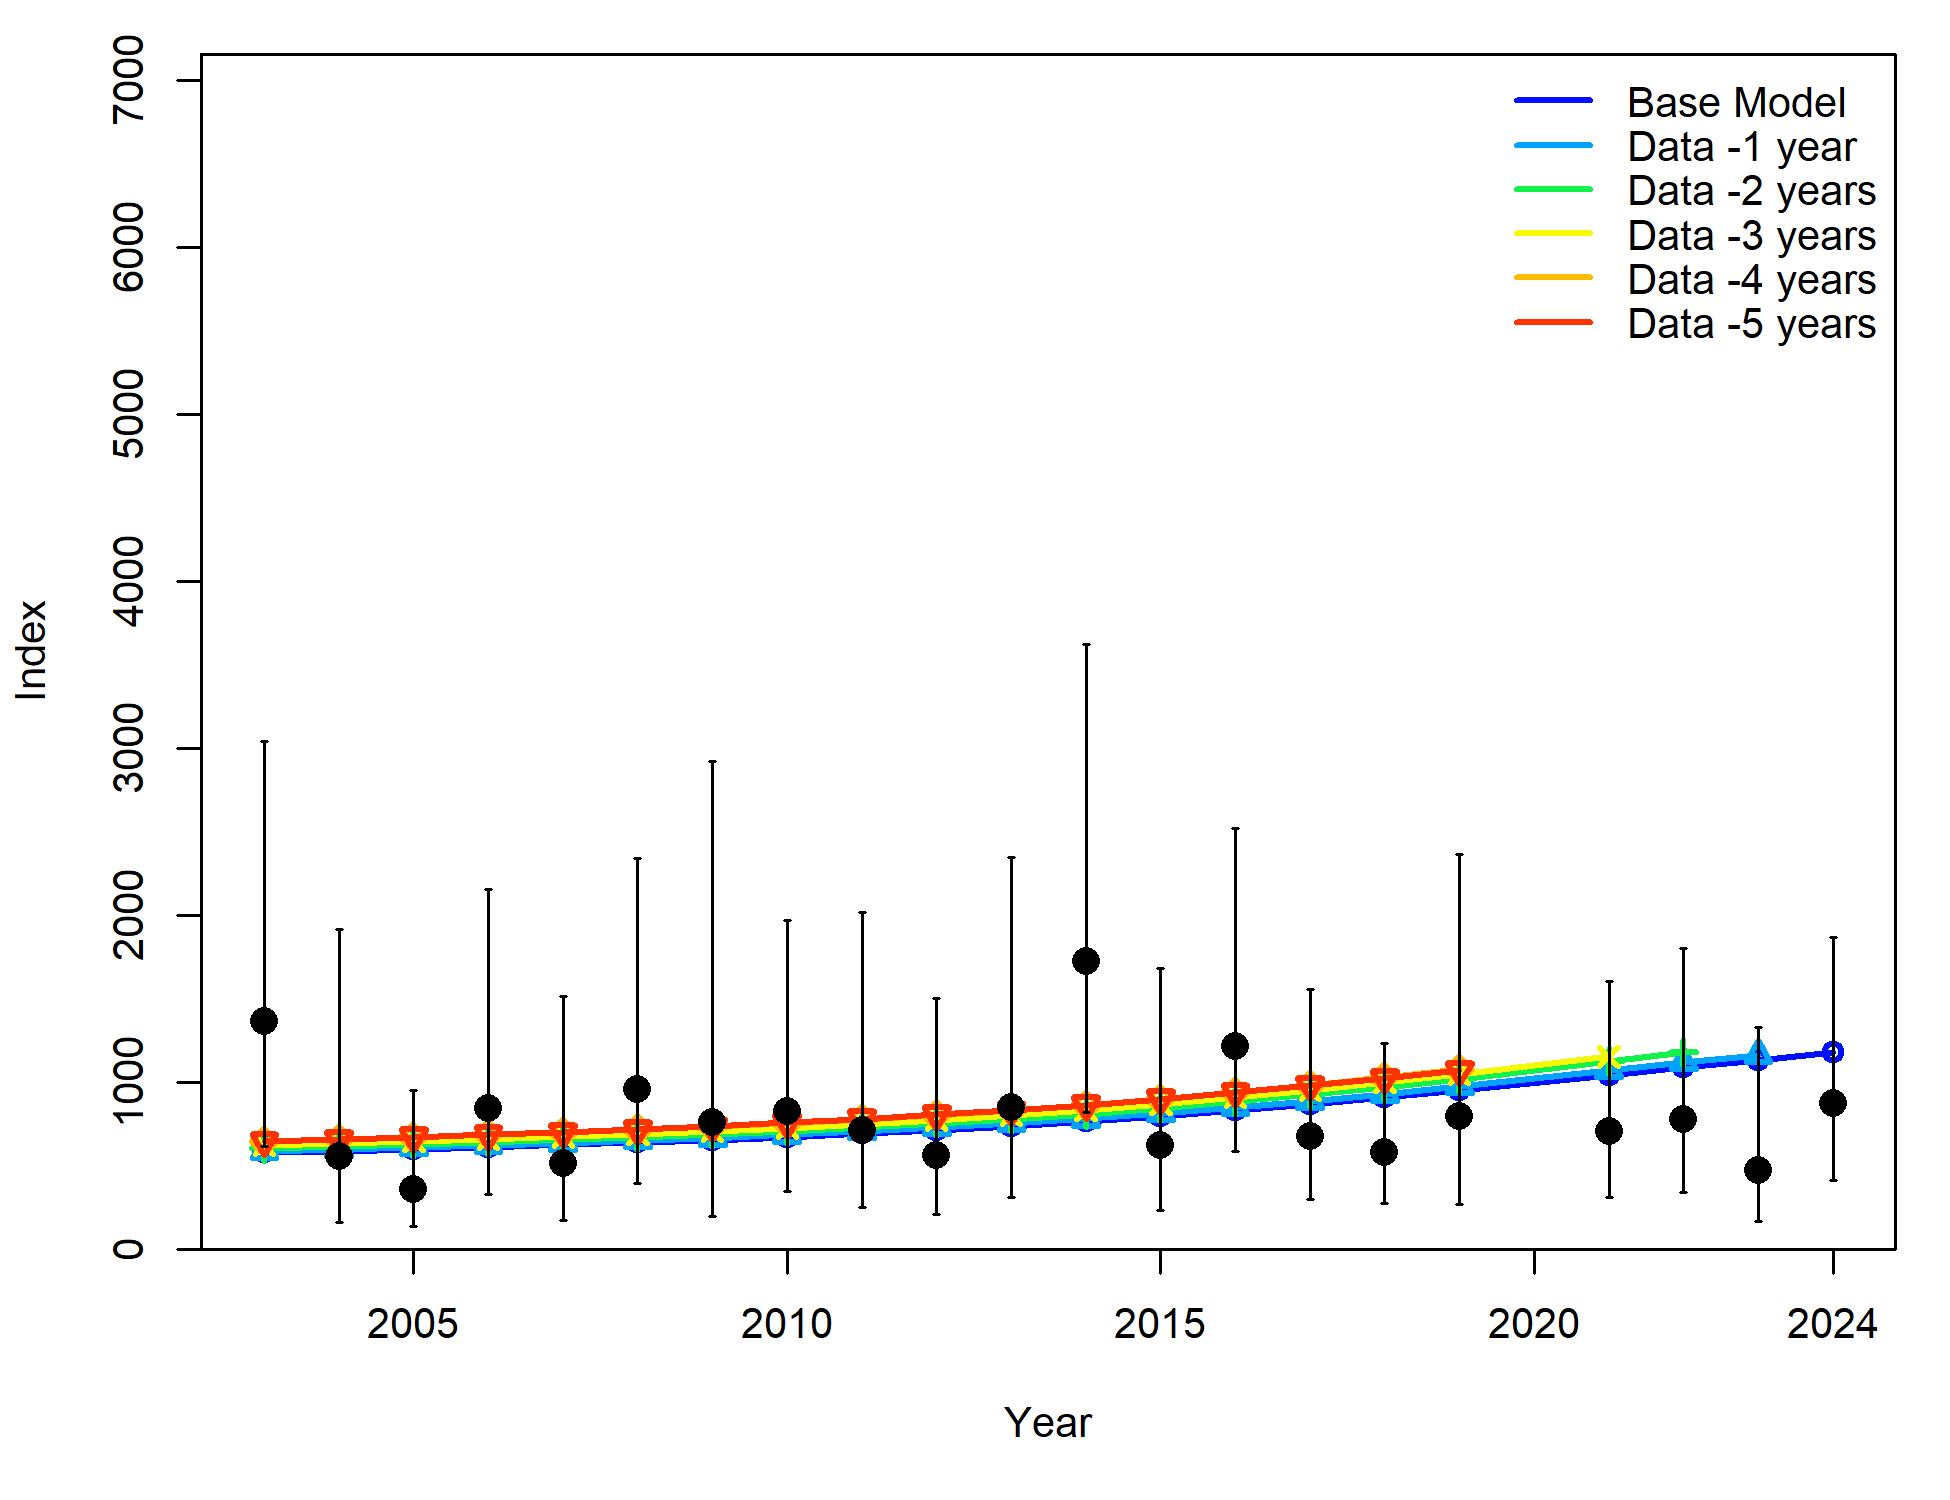 7000
6000
5000
4000
3000
2000
1000
0
Index
Base Model
Data -1 year
Data -2 years
Data -3 years
Data -4 years
Data -5 years
2005 2010 2015 2020 2024
Year